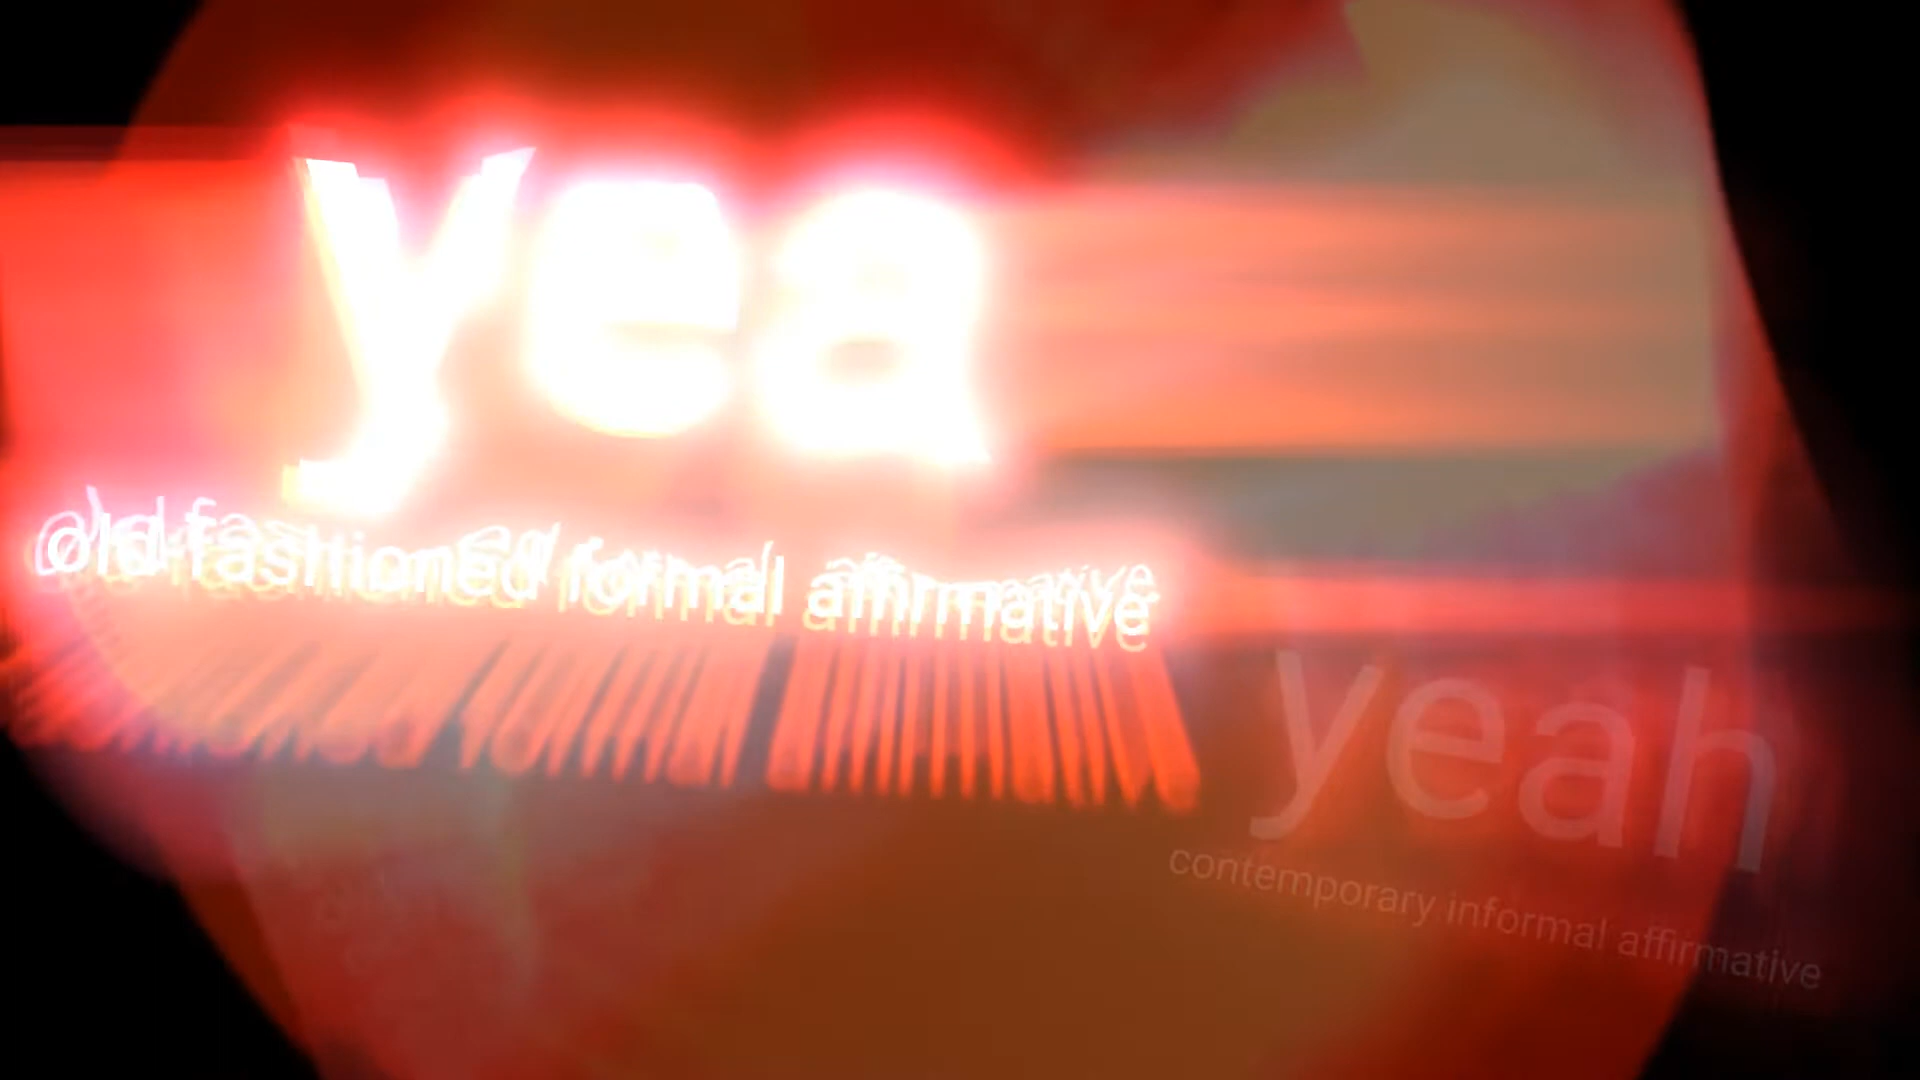 yea
old-fashioned formal affirmative
yeah
contemporary informal affirmative